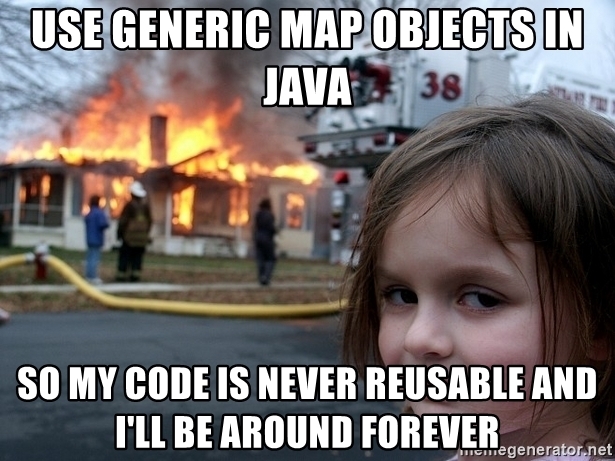 USE GENERIC MAP OBJECTS IN
JAVA
38
SO MY CODE IS NEVER REUSABLE AND
I'LL BE AROUND FOREVER
memegenerator.net